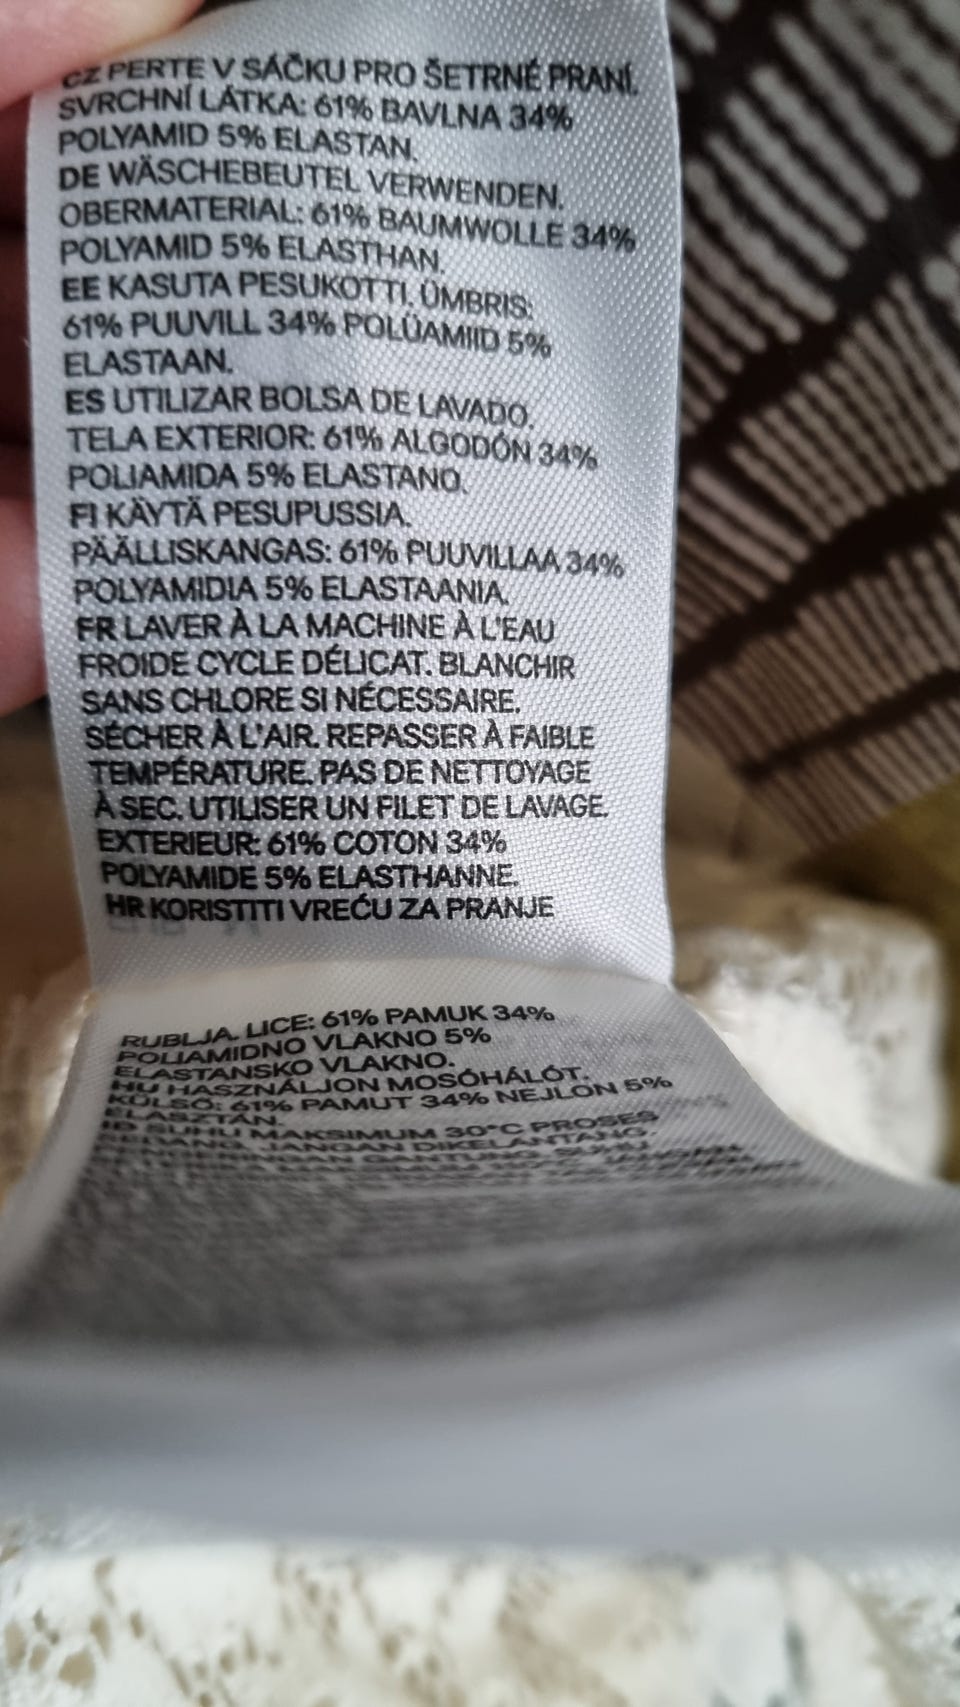 CZ PERTE V SÁČKU PRO ŠETRNÉ PRANÍ.
SVRCHNÍ LÁTKA: 61% BAVLNA 34%
POLYAMID 5% ELASTAN.
DE WÄSCHEBEUTEL VERWENDEN.
OBERMATERIAL: 61% BAUMWOLLE 34%
POLYAMID 5% ELASTHAN.
EE KASUTA PESUKOTTI. ÜMBRIS:
61% PUUVILL 34% POLÜAMIID 5%
ELASTAAN.
ES UTILIZAR BOLSA DE LAVADO.
TELA EXTERIOR: 61% ALGODÓN 34%
POLIAMIDA 5% ELASTANO.
FI KÄYTÄ PESUPUSSIA.
PÄÄLLISKANGAS: 61% PUUVILLAA 34%
POLYAMIDIA 5% ELASTAANIA.
FR LAVER À LA MACHINE À L'EAU
FROIDE CYCLE DÉLICAT. BLANCHIR
SANS CHLORE SI NÉCESSAIRE.
SÉCHER À L'AIR. REPASSER À FAIBLE
TEMPÉRATURE. PAS DE NETTOYAGE
À SEC. UTILISER UN FILET DE LAVAGE.
EXTERIEUR: 61% COTON 34%
POLYAMIDE 5% ELASTHANNE.
HR KORISTITI VREĆU ZA PRANJE
RUBLJA. LICE: 61% PAMUK 34%
POLIAMIDNO VLAKNO 5%
ELASTANSKO VLAKNO.
HU HASZNÁLJON MOSÓHÁLÓT.
KÜLSŐ: 61% PAMUT 34% NEJLON 5%
ELASZTÁN.
ID SUHU MAKSIMUM 30°C PROSES
SEDANG. JANGAN DIKELANTANG.